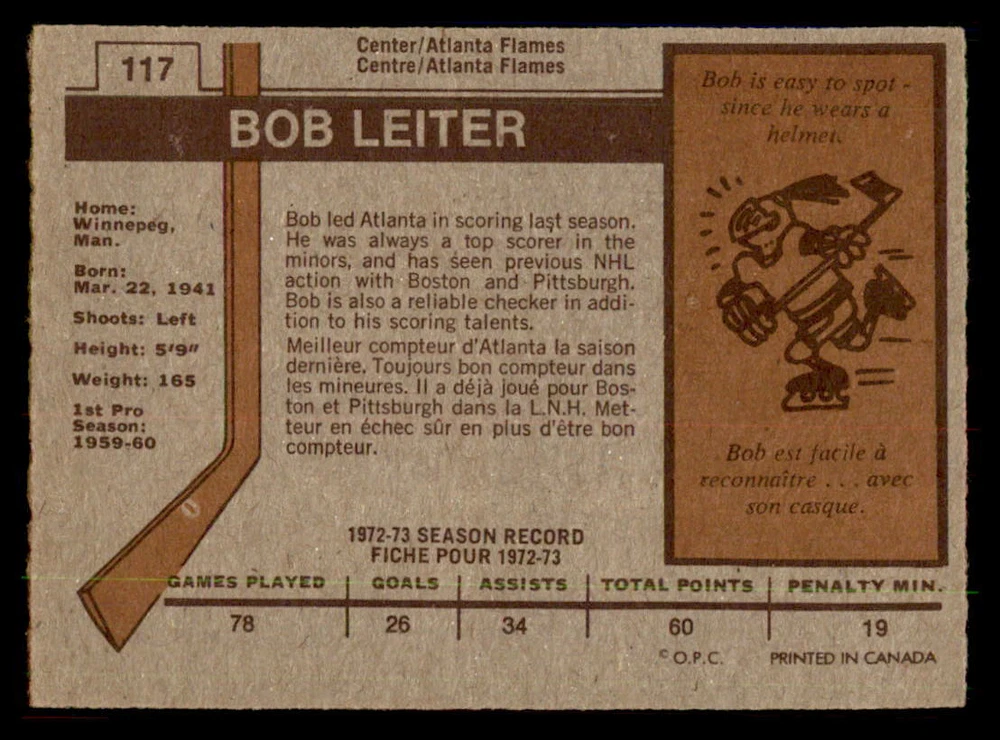 117
Center/Atlanta Flames
Centre/Atlanta Flames
BOB LEITER
Home:
Winnepeg,
Man.
Born:
Mar. 22, 1941
Shoots: Left
Height: 5'9"
Weight: 165
1st Pro
Season:
1959-60
Bob led Atlanta in scoring last season.
He was always a top scorer in the
minors, and has seen previous NHL
action with Boston and Pittsburgh.
Bob is also a reliable checker in addi-
tion to his scoring talents.
Meilleur compteur d'Atlanta la saison
dernière. Toujours bon compteur dans
les mineures. Il a déjà joué pour Bos-
ton et Pittsburgh dans la L.N.H. Met-
teur en échec sûr en plus d'être bon
compteur.
Bob is easy to spot -
since he wears a
helmet.
Bob est facile à
reconnaître . . . avec
son casque.
1972-73 SEASON RECORD
FICHE POUR 1972-73
GAMES PLAYED GOALS ASSISTS TOTAL POINTS PENALTY MIN.
78 26 34 60 19
© O.P.C. PRINTED IN CANADA